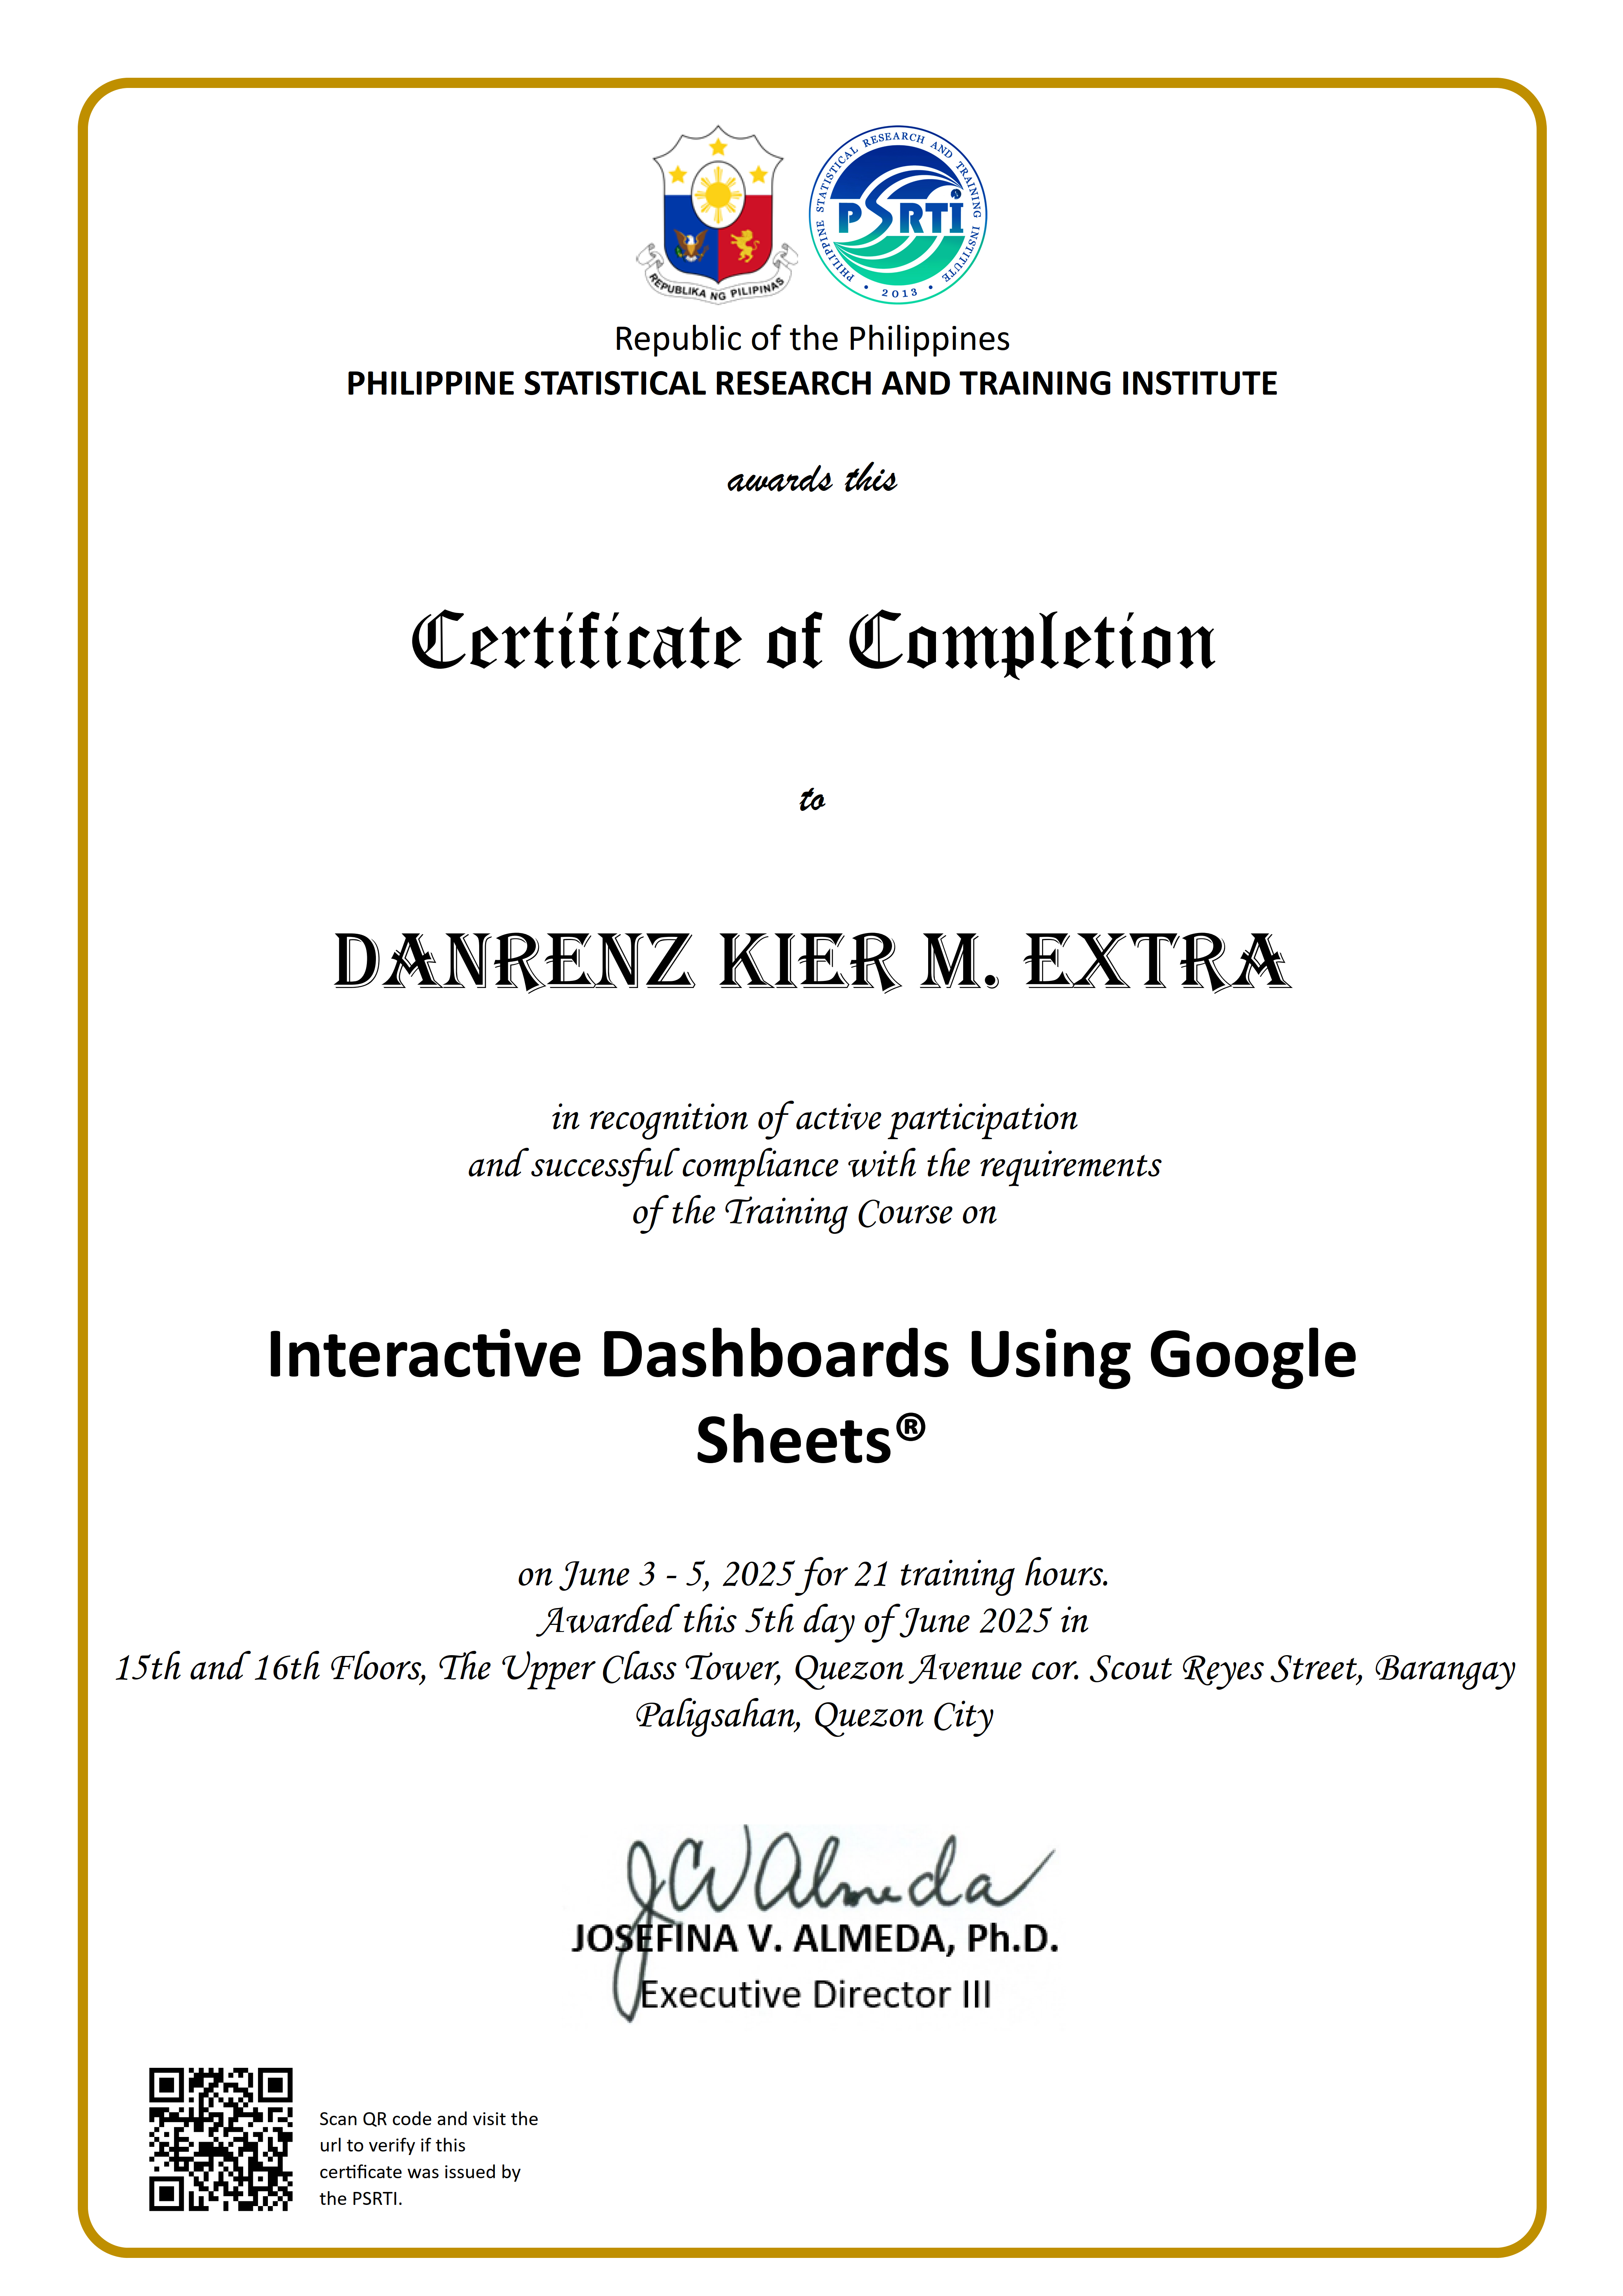 REPUBLIKA NG PILIPINAS
PHILIPPINE STATISTICAL RESEARCH AND TRAINING INSTITUTE
PSRTI
• 2013 •
Republic of the Philippines
PHILIPPINE STATISTICAL RESEARCH AND TRAINING INSTITUTE
awards this
Certificate of Completion
to
DANRENZ KIER M. EXTRA
in recognition of active participation
and successful compliance with the requirements
of the Training Course on
Interactive Dashboards Using Google
Sheets®
on June 3 - 5, 2025 for 21 training hours.
Awarded this 5th day of June 2025 in
15th and 16th Floors, The Upper Class Tower, Quezon Avenue cor. Scout Reyes Street, Barangay
Paligsahan, Quezon City
JVAlmeda
JOSEFINA V. ALMEDA, Ph.D.
Executive Director III
Scan QR code and visit the
url to verify if this
certificate was issued by
the PSRTI.